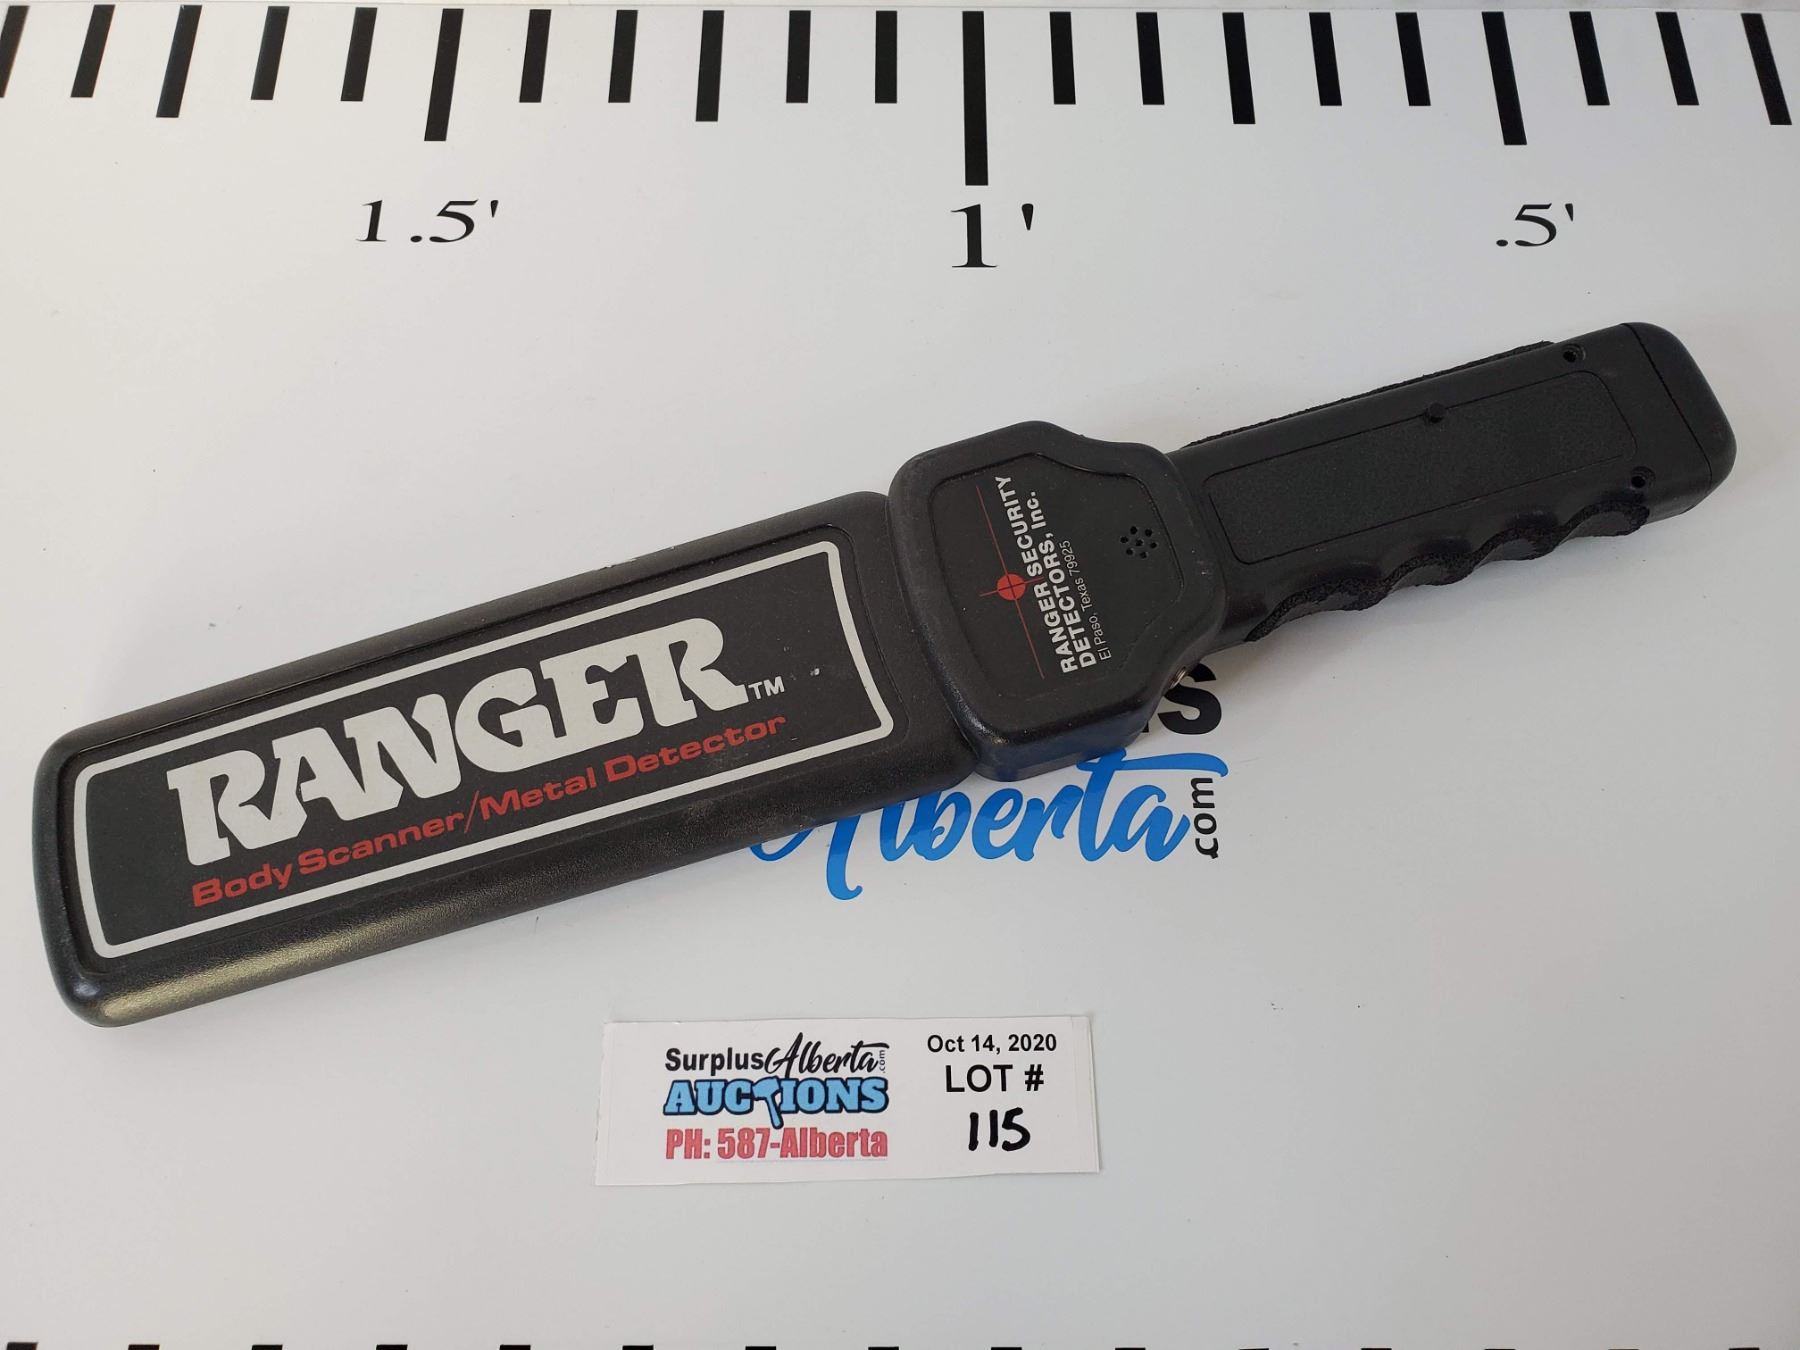 1.5'
1'
.5'
RANGER SECURITY
DETECTORS, Inc.
El Paso, Texas 79925
RANGER™
Body Scanner/Metal Detector
Alberta
.com
SurplusAlberta.com
AUCTIONS
PH: 587-Alberta
Oct 14, 2020
LOT #
115